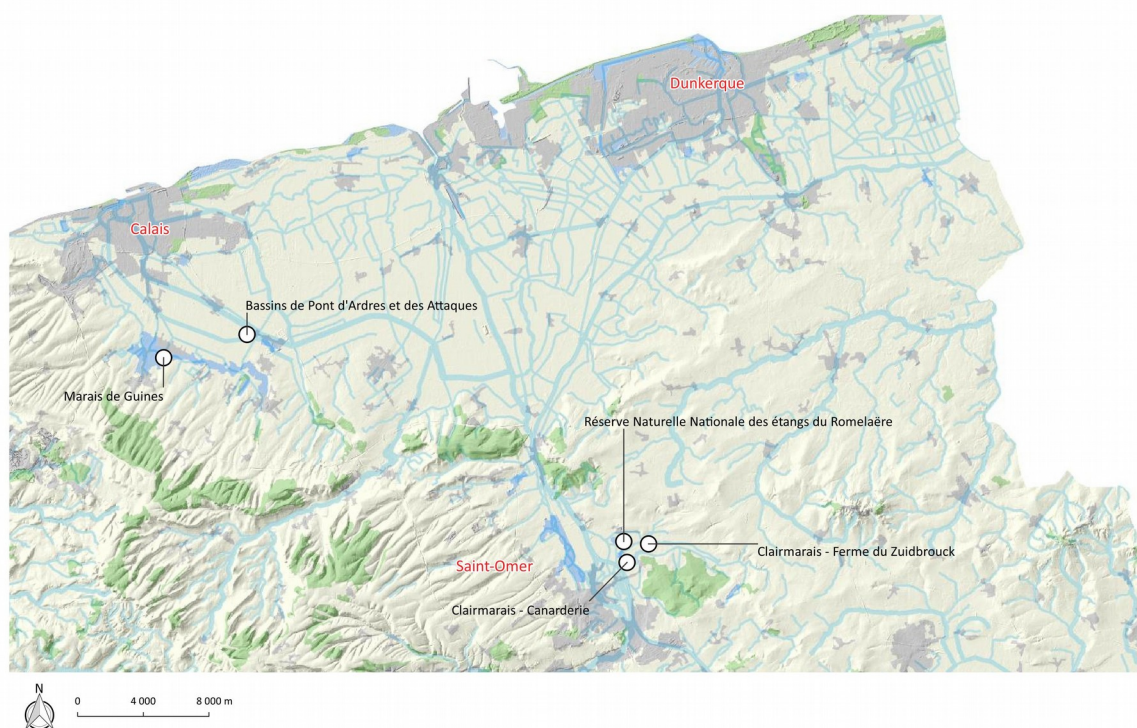 Dunkerque
Calais
Bassins de Pont d'Ardres et des Attaques
Marais de Guines
Réserve Naturelle Nationale des étangs du Romelaëre
Clairmarais - Ferme du Zuidbrouck
Saint-Omer
Clairmarais - Canarderie
N
0 4 000 8 000 m